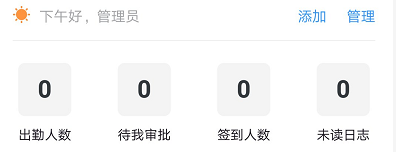 下午好，管理员 添加 管理
0 0 0 0
出勤人数 待我审批 签到人数 未读日志